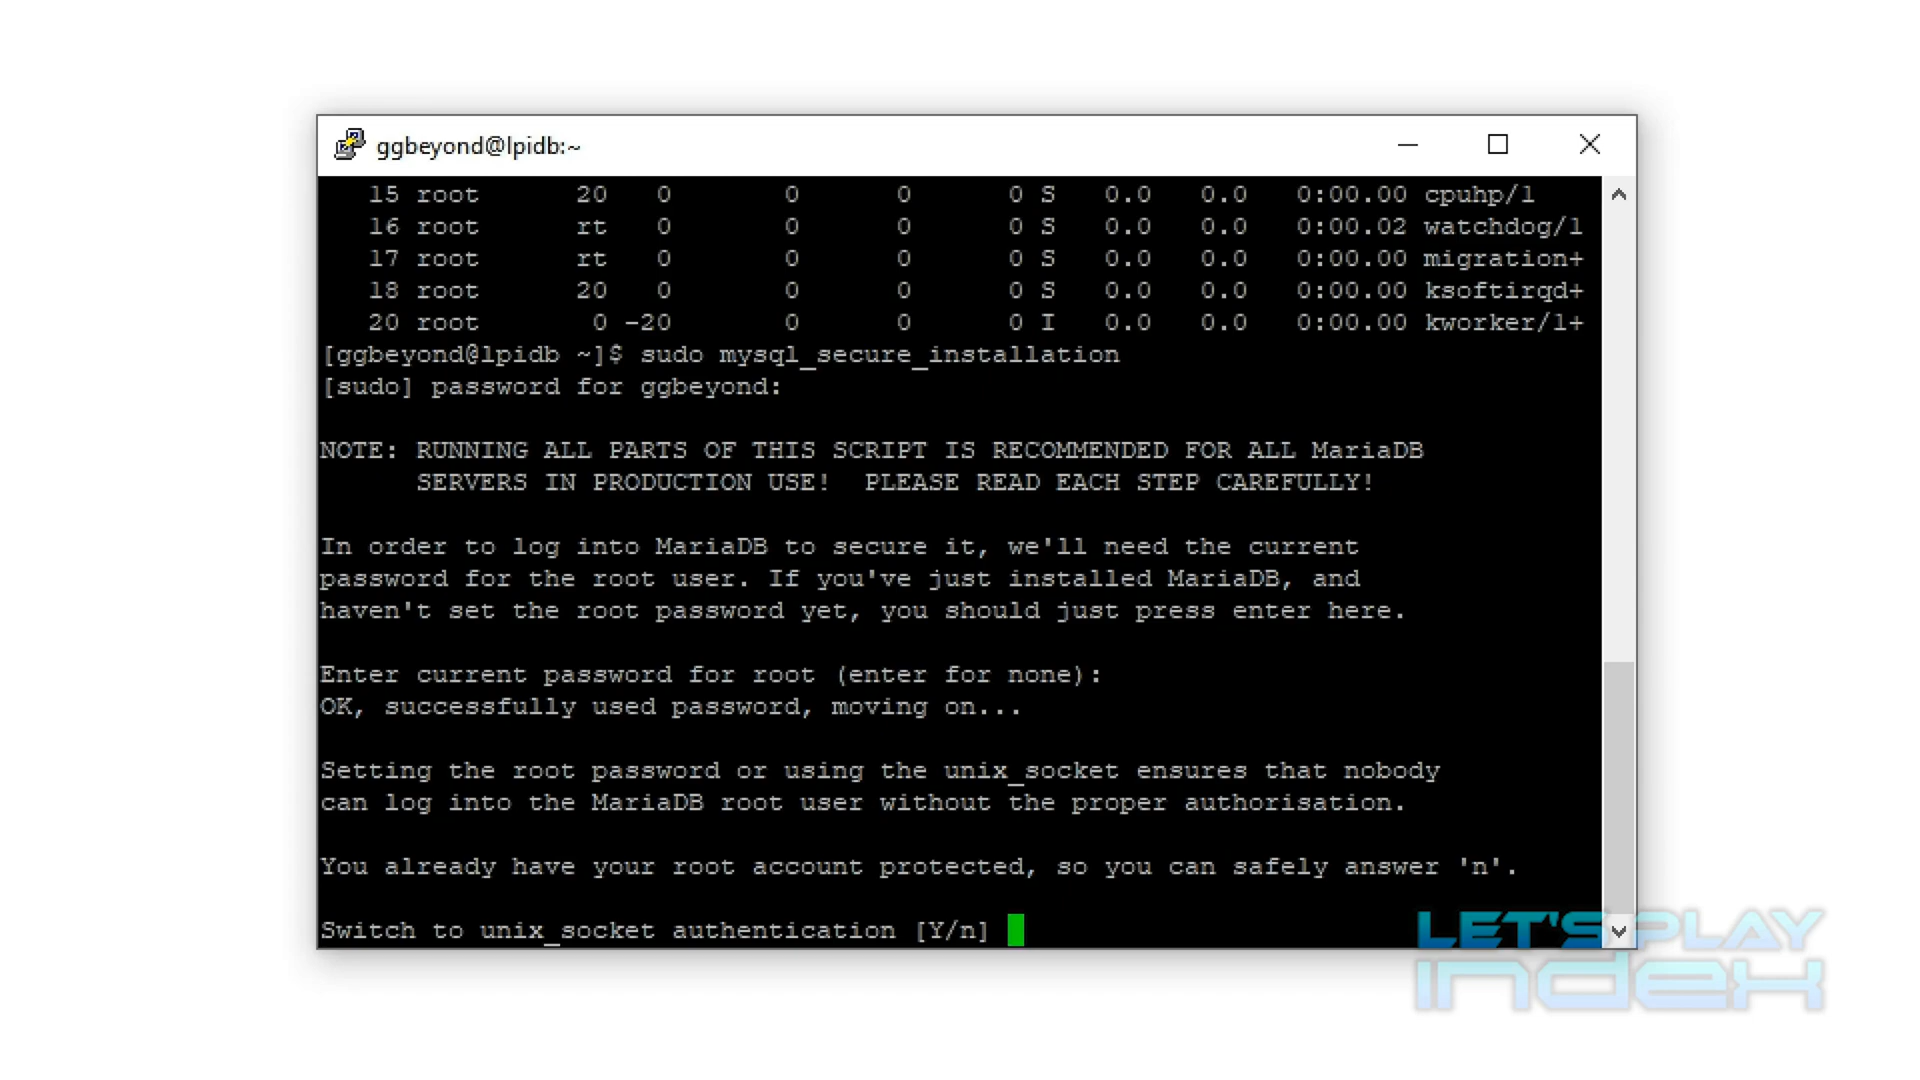 ggbeyond@lpidb:~
15 root 20 0 0 0 0 S 0.0 0.0 0:00.00 cpuhp/1
16 root rt 0 0 0 0 S 0.0 0.0 0:00.02 watchdog/1
17 root rt 0 0 0 0 S 0.0 0.0 0:00.00 migration+
18 root 20 0 0 0 0 S 0.0 0.0 0:00.00 ksoftirqd+
20 root 0 -20 0 0 0 I 0.0 0.0 0:00.00 kworker/1+
[ggbeyond@lpidb ~]$ sudo mysql_secure_installation
[sudo] password for ggbeyond:
NOTE: RUNNING ALL PARTS OF THIS SCRIPT IS RECOMMENDED FOR ALL MariaDB
SERVERS IN PRODUCTION USE! PLEASE READ EACH STEP CAREFULLY!
In order to log into MariaDB to secure it, we'll need the current
password for the root user. If you've just installed MariaDB, and
haven't set the root password yet, you should just press enter here.
Enter current password for root (enter for none):
OK, successfully used password, moving on...
Setting the root password or using the unix_socket ensures that nobody
can log into the MariaDB root user without the proper authorisation.
You already have your root account protected, so you can safely answer 'n'.
Switch to unix_socket authentication [Y/n]
LET'S PLAY
index